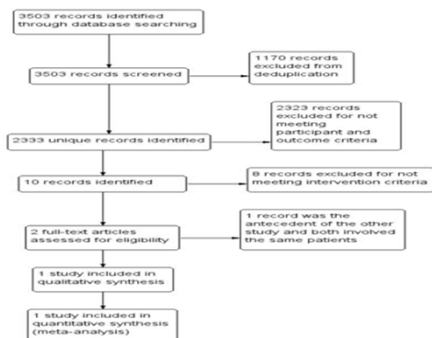 3503 records identified
through database searching
1170 records
excluded from
deduplication
3503 records screened
2323 records
excluded for not
meeting
participant and
outcome criteria
2333 unique records identified
8 records excluded for not
meeting intervention criteria
10 records identified
1 record was the
antecedent of the other
study and both involved
the same patients
2 full-text articles
assessed for eligibility
1 study included in
qualitative synthesis
1 study included in
quantitative synthesis
(meta-analysis)